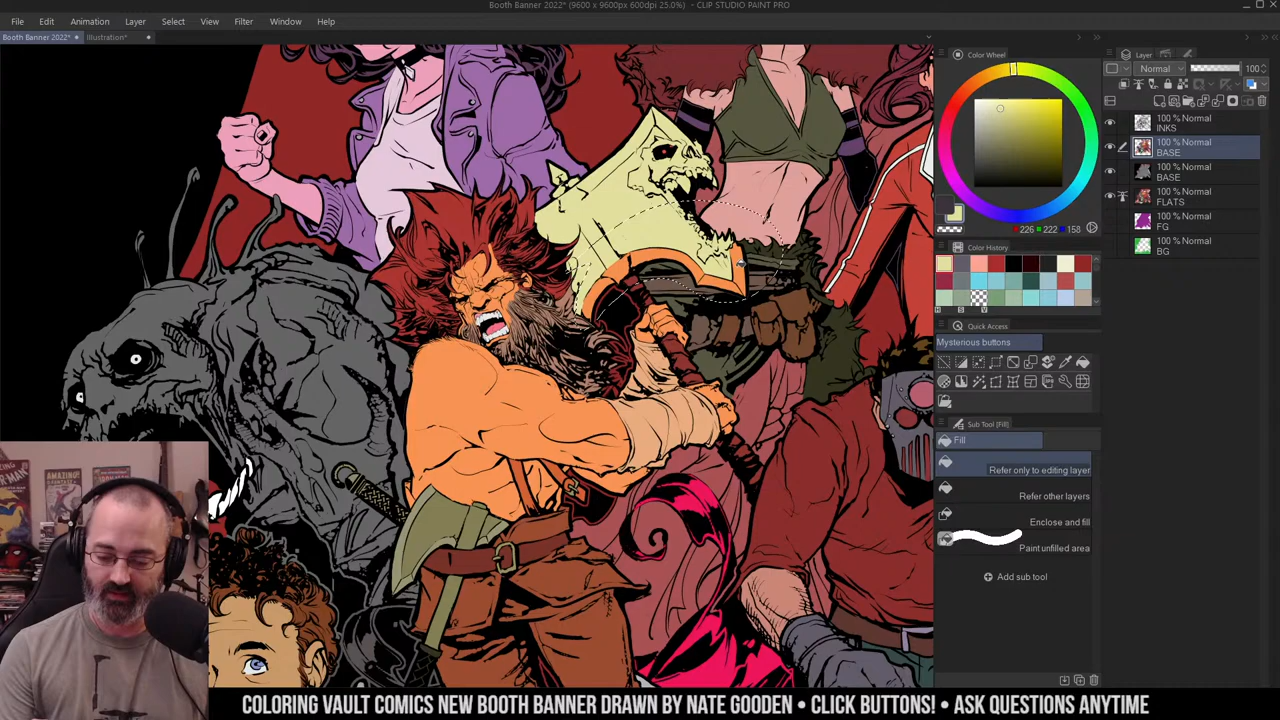 Booth Banner 2022* (9600 x 9600px 600dpi 25.0%) - CLIP STUDIO PAINT PRO
File Edit Animation Layer Select View Filter Window Help
Booth Banner 2022* Illustration*
Color Wheel
226 222 158
Color History
Quick Access
Mysterious buttons
Sub Tool [Fill]
Fill
Refer only to editing layer
Refer other layers
Enclose and fill
Paint unfilled area
Add sub tool
Layer
Normal 100
100 % Normal
INKS
100 % Normal
BASE
100 % Normal
BASE
100 % Normal
FLATS
100 % Normal
FG
100 % Normal
BG
COLORING VAULT COMICS NEW BOOTH BANNER DRAWN BY NATE GOODEN • CLICK BUTTONS! • ASK QUESTIONS ANYTIME